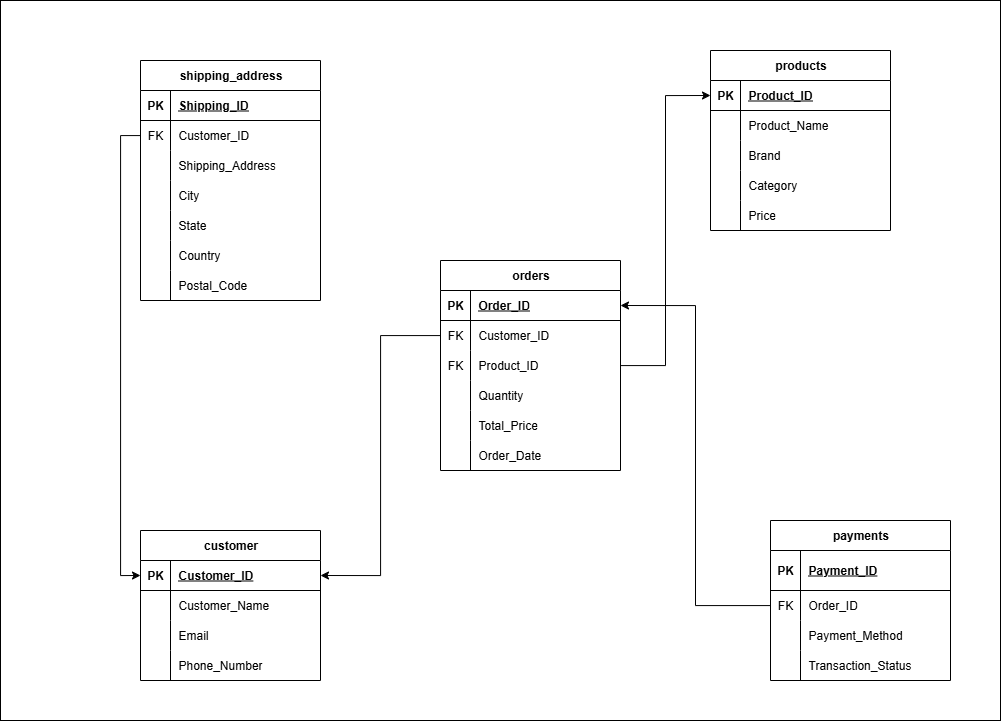 shipping_address
PK Shipping_ID
FK Customer_ID
Shipping_Address
City
State
Country
Postal_Code
products
PK Product_ID
Product_Name
Brand
Category
Price
orders
PK Order_ID
FK Customer_ID
FK Product_ID
Quantity
Total_Price
Order_Date
customer
PK Customer_ID
Customer_Name
Email
Phone_Number
payments
PK Payment_ID
FK Order_ID
Payment_Method
Transaction_Status